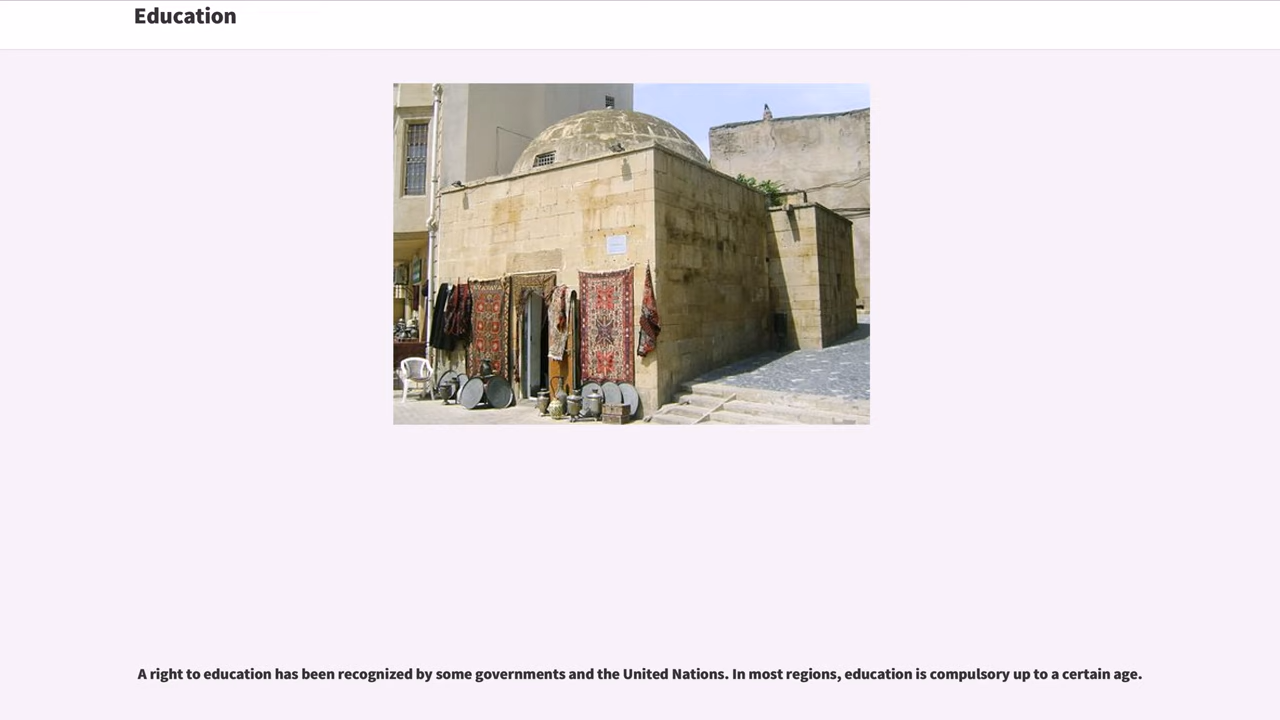 Education
A right to education has been recognized by some governments and the United Nations. In most regions, education is compulsory up to a certain age.